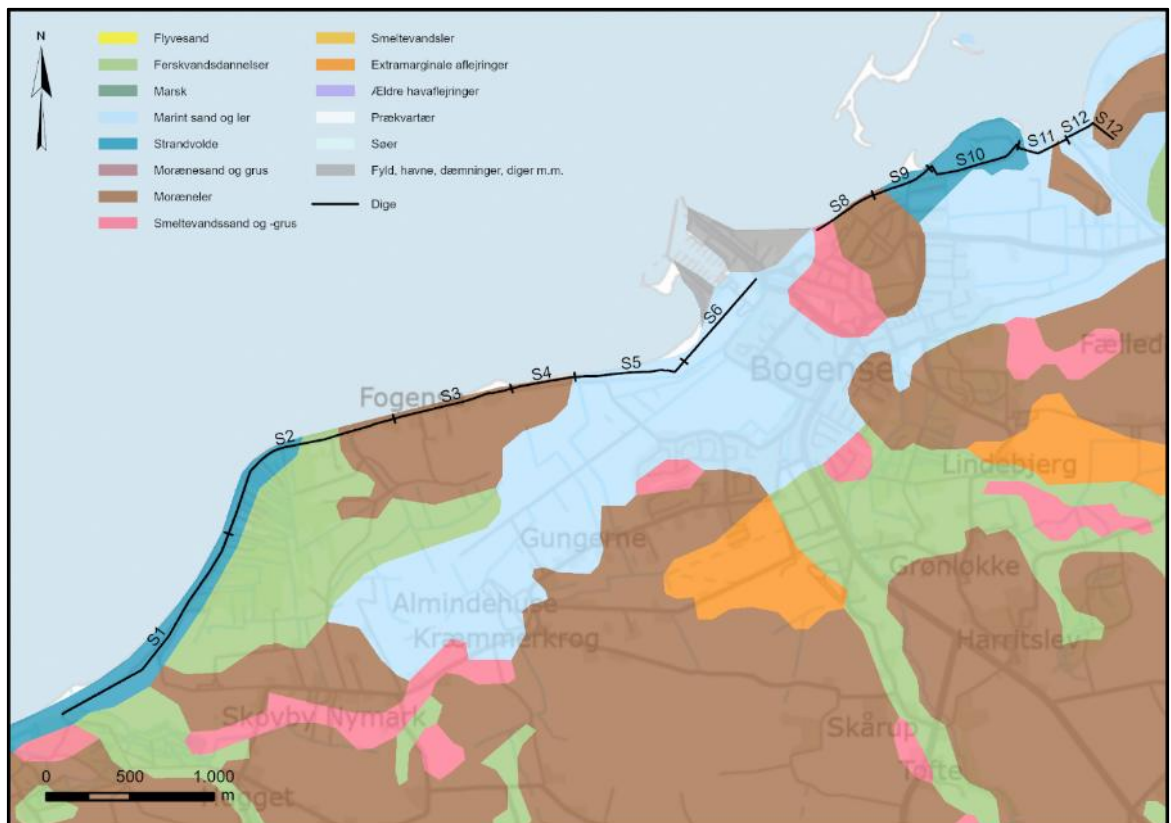 N
Flyvesand
Ferskvandsdannelser
Marsk
Marint sand og ler
Strandvolde
Morænesand og grus
Moræneler
Smeltevandssand og -grus
Smeltevandsler
Extramarginale aflejringer
Ældre havaflejringer
Prækvartær
Søer
Fyld, havne, dæmninger, diger m.m.
Dige
S12
S12
S11
S10
S9
S8
S6
S5
S4
S3
S2
S1
Fogense
Bogense
Fælled
Lindebjerg
Gungerne
Grønløkke
Almindehuse
Kræmmerkrog
Harritslev
Skovby Nymark
Skårup
Tofte
0 500 1.000
m